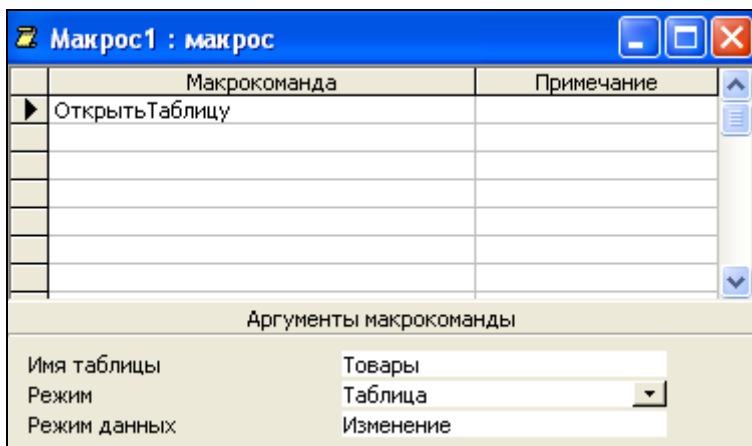 Макрос1 : макрос
Макрокоманда Примечание
ОткрытьТаблицу
Аргументы макрокоманды
Имя таблицы Товары
Режим Таблица
Режим данных Изменение